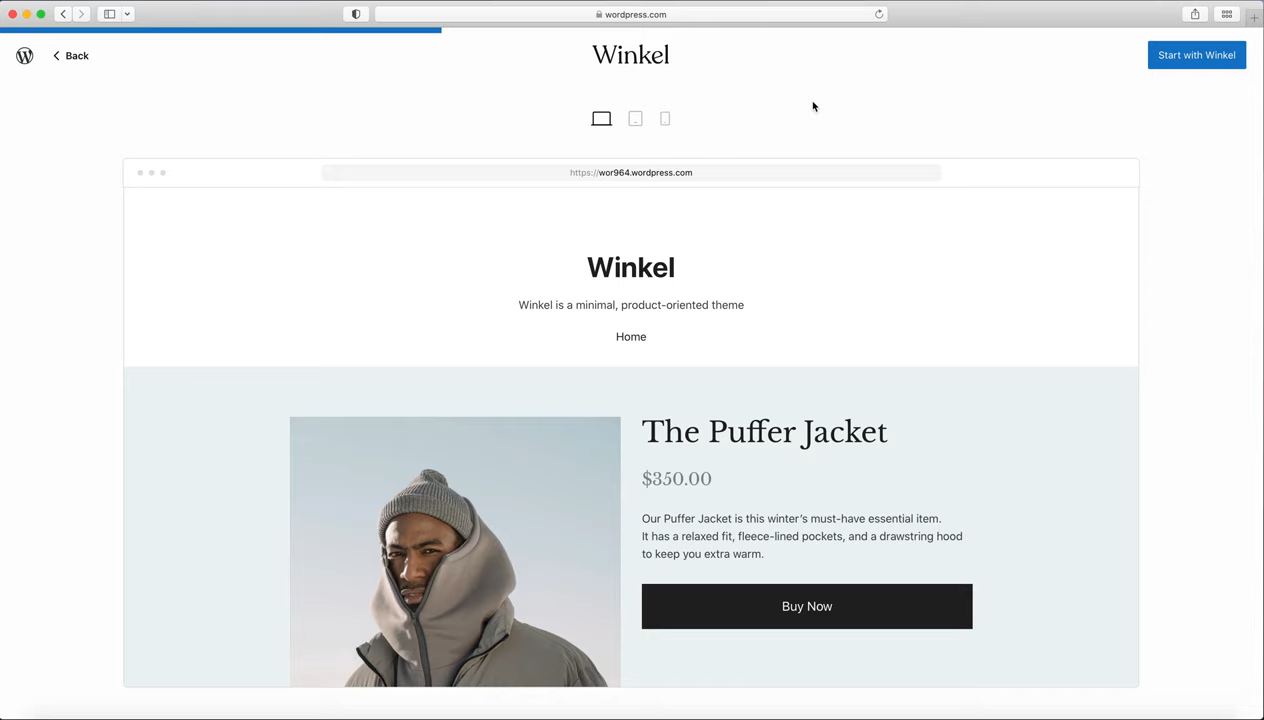 wordpress.com
Back
Winkel
Start with Winkel
https://wor964.wordpress.com
Winkel
Winkel is a minimal, product-oriented theme
Home
The Puffer Jacket
$350.00
Our Puffer Jacket is this winter's must-have essential item.
It has a relaxed fit, fleece-lined pockets, and a drawstring hood
to keep you extra warm.
Buy Now